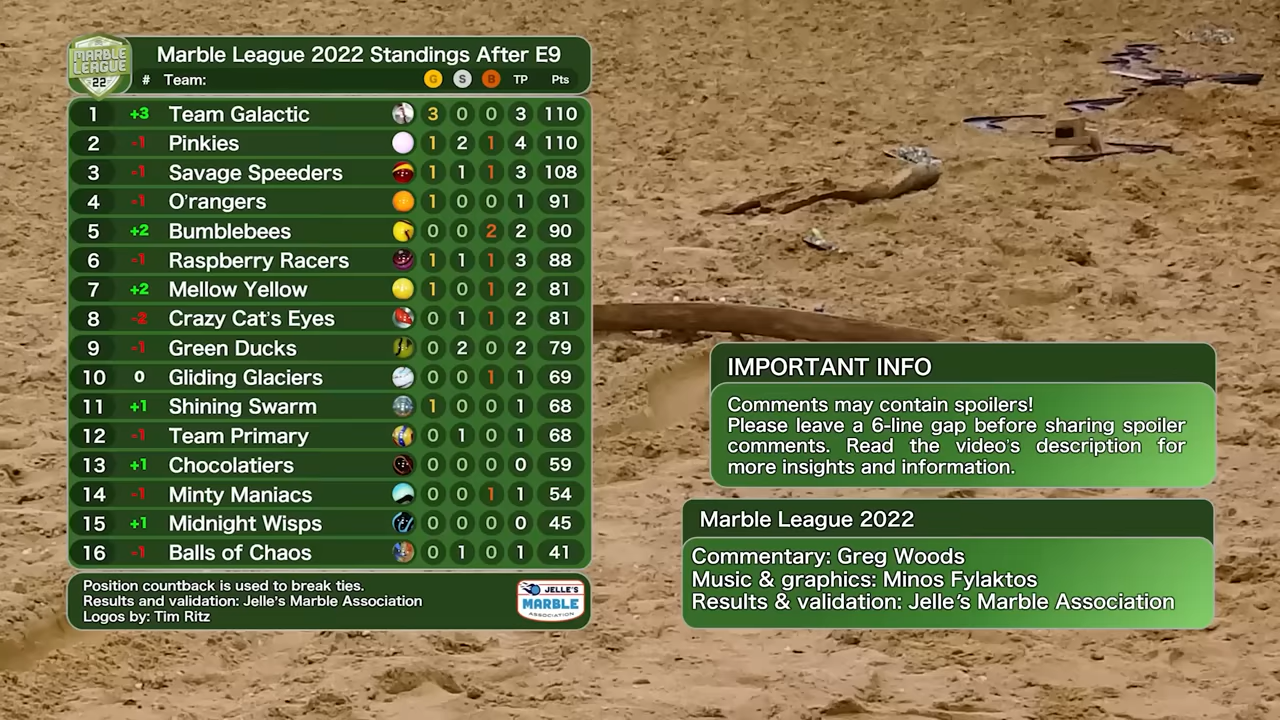 MARBLE
LEAGUE
22
Marble League 2022 Standings After E9
# Team: G S B TP Pts
1 +3 Team Galactic 3 0 0 3 110
2 -1 Pinkies 1 2 1 4 110
3 -1 Savage Speeders 1 1 1 3 108
4 -1 O'rangers 1 0 0 1 91
5 +2 Bumblebees 0 0 2 2 90
6 -1 Raspberry Racers 1 1 1 3 88
7 +2 Mellow Yellow 1 0 1 2 81
8 -2 Crazy Cat's Eyes 0 1 1 2 81
9 -1 Green Ducks 0 2 0 2 79
10 0 Gliding Glaciers 0 0 1 1 69
11 +1 Shining Swarm 1 0 0 1 68
12 -1 Team Primary 0 1 0 1 68
13 +1 Chocolatiers 0 0 0 0 59
14 -1 Minty Maniacs 0 0 1 1 54
15 +1 Midnight Wisps 0 0 0 0 45
16 -1 Balls of Chaos 0 1 0 1 41
Position countback is used to break ties.
Results and validation: Jelle's Marble Association
Logos by: Tim Ritz
JELLE'S
MARBLE
ASSOCIATION
IMPORTANT INFO
Comments may contain spoilers!
Please leave a 6-line gap before sharing spoiler
comments. Read the video's description for
more insights and information.
Marble League 2022
Commentary: Greg Woods
Music & graphics: Minos Fylaktos
Results & validation: Jelle's Marble Association